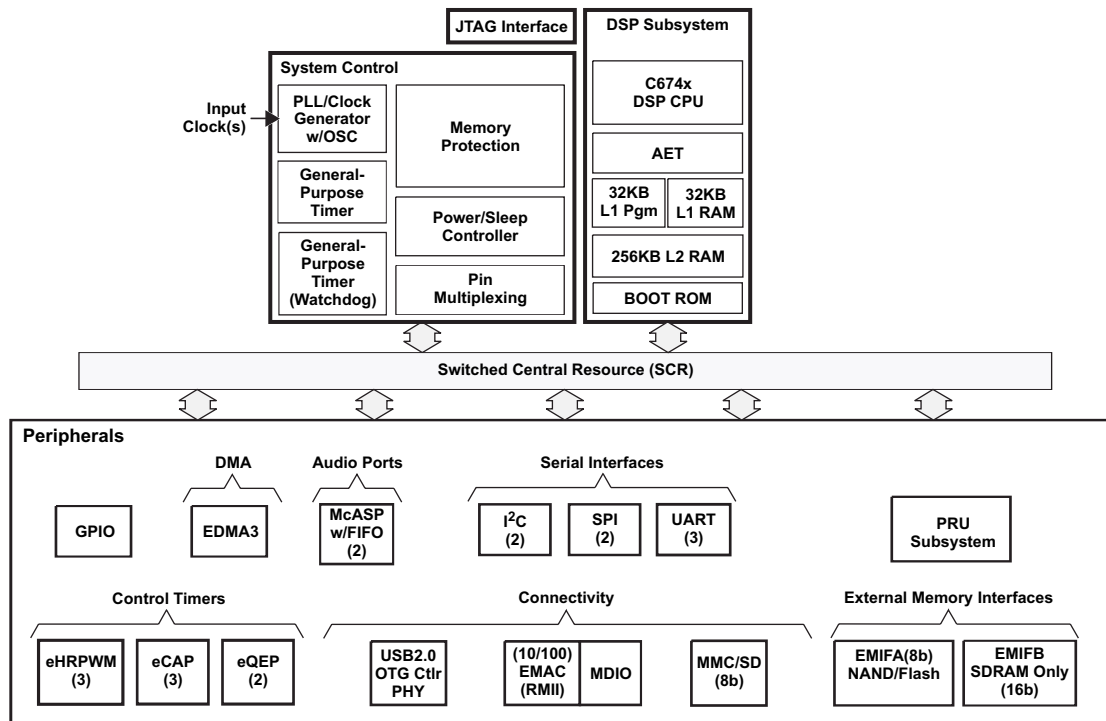 JTAG Interface
DSP Subsystem
System Control
C674x
DSP CPU
Input
Clock(s)
PLL/Clock
Generator
w/OSC
Memory
Protection
AET
General-
Purpose
Timer
32KB
L1 Pgm
32KB
L1 RAM
Power/Sleep
Controller
General-
Purpose
Timer
(Watchdog)
256KB L2 RAM
Pin
Multiplexing
BOOT ROM
Switched Central Resource (SCR)
Peripherals
DMA
Audio Ports
Serial Interfaces
GPIO
EDMA3
McASP
w/FIFO
(2)
I²C
(2)
SPI
(2)
UART
(3)
PRU
Subsystem
Control Timers
Connectivity
External Memory Interfaces
eHRPWM
(3)
eCAP
(3)
eQEP
(2)
USB2.0
OTG Ctlr
PHY
(10/100)
EMAC
(RMII)
MDIO
MMC/SD
(8b)
EMIFA(8b)
NAND/Flash
EMIFB
SDRAM Only
(16b)